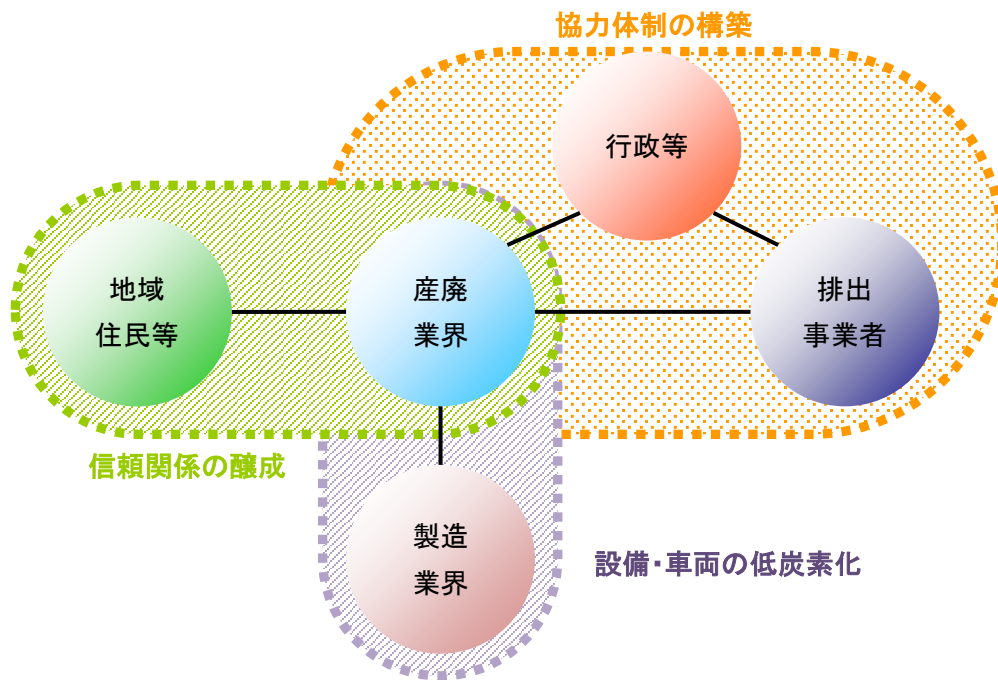 協力体制の構築
行政等
地域
住民等
産廃
業界
排出
事業者
信頼関係の醸成
製造
業界
設備・車両の低炭素化